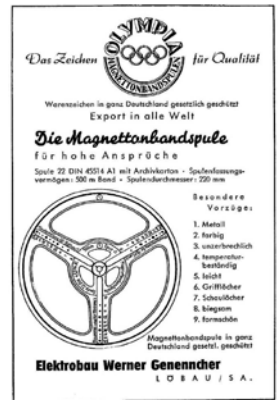 OLYMPIA
MAGNETTONBANDSPULEN
Das Zeichen für Qualität
Warenzeichen in ganz Deutschland gesetzlich geschützt
Export in alle Welt
Die Magnettonbandspule
für hohe Ansprüche
Spule 22 DIN 45514 A1 mit Archivkarton - Spulenfassungs-
vermögen: 500 m Band - Spulendurchmesser: 220 mm
Besondere
Vorzüge:
1. Metall
2. farbig
3. unzerbrechlich
4. temperatur-
beständig
5. leicht
6. Grifflöcher
7. Schaulöcher
8. biegsam
9. formschön
Magnettonbandspule in ganz
Deutschland gesetzl. geschützt
Elektrobau Werner Genenncher
LÖBAU/SA.